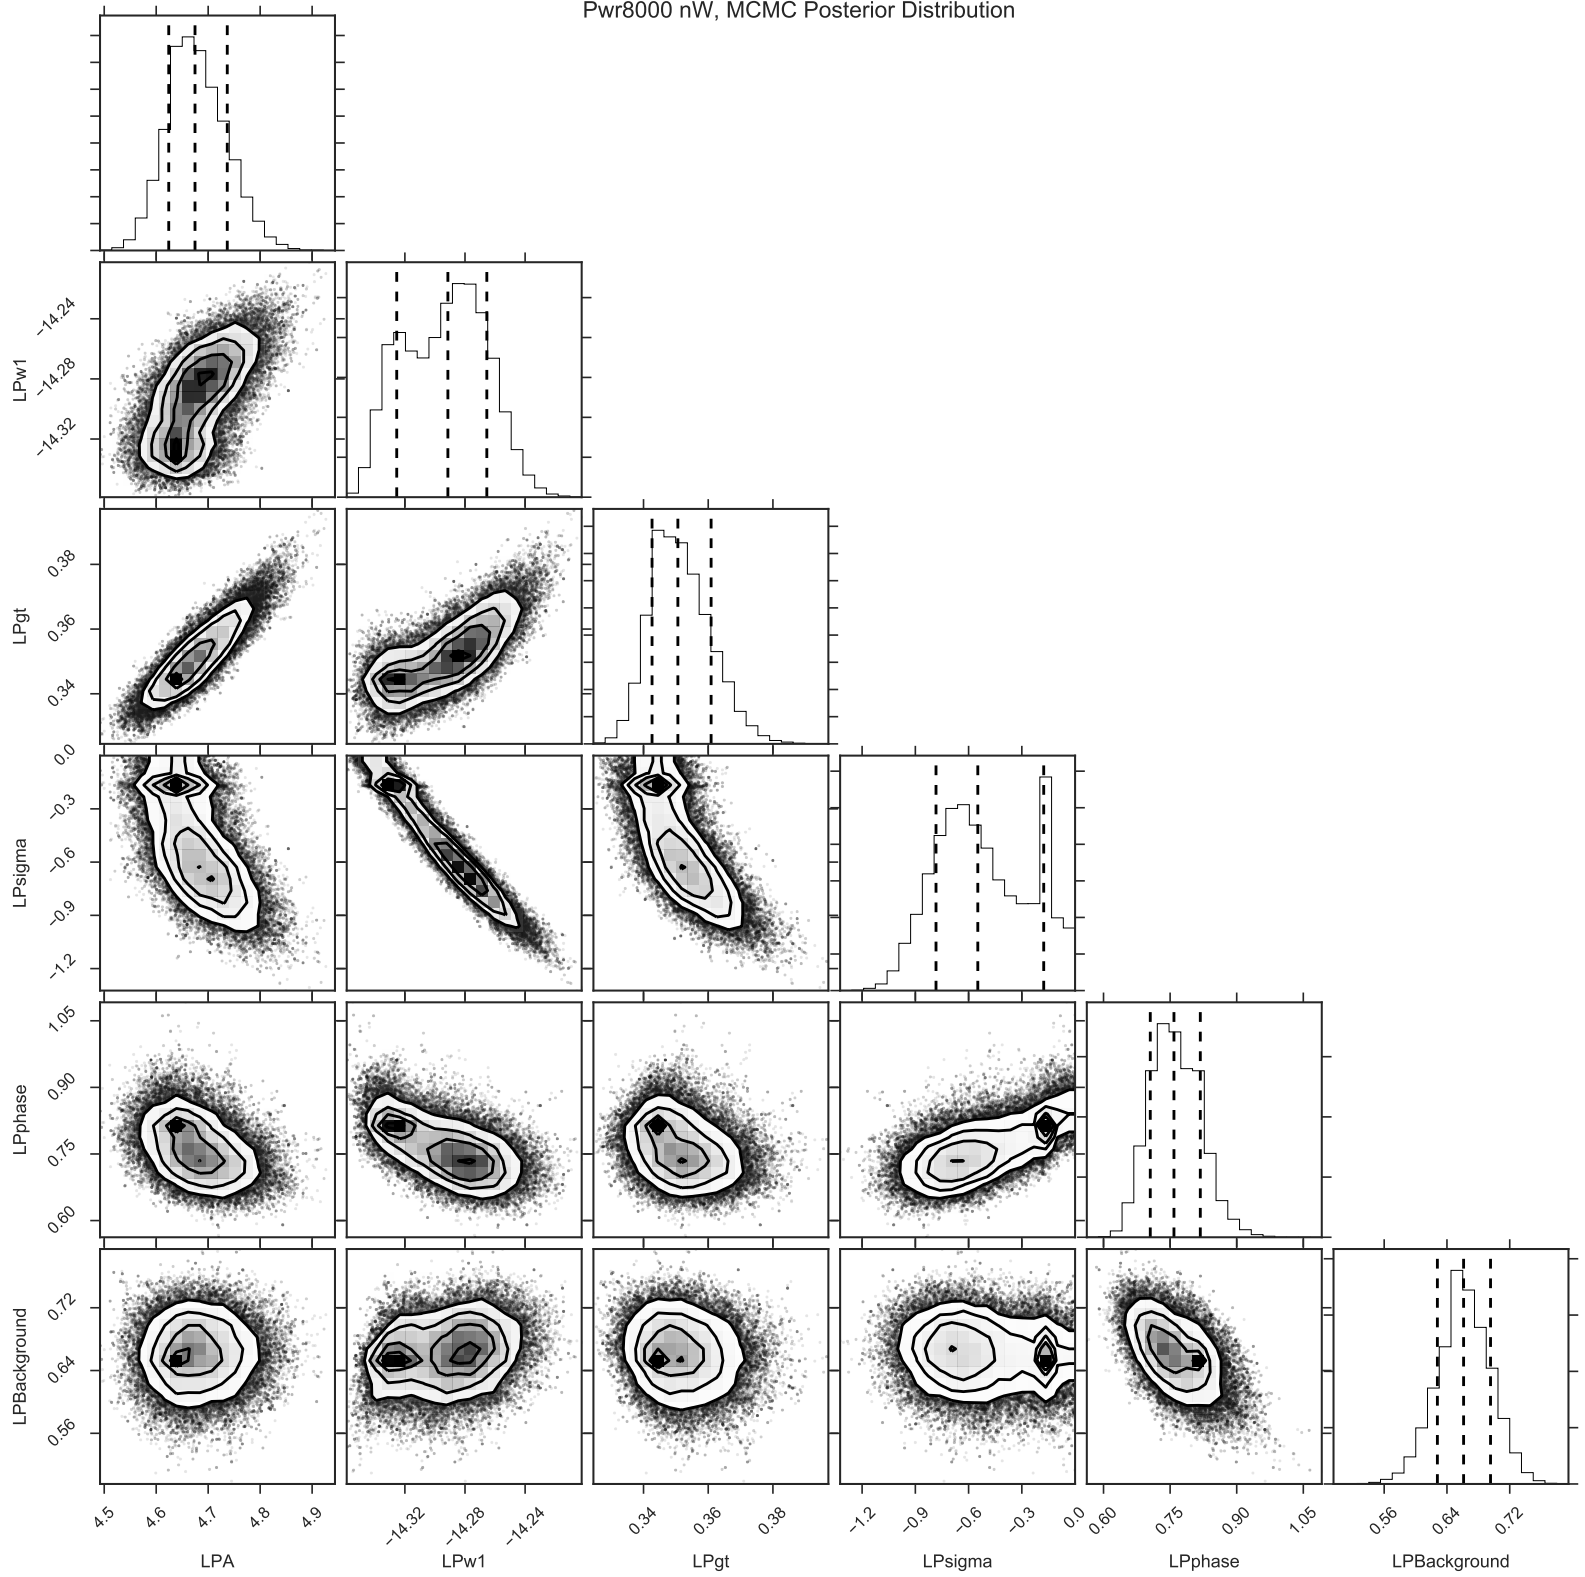 Pwr8000 nW, MCMC Posterior Distribution
−14.24
−14.28
−14.32
LPw1
0.38
0.36
0.34
LPgt
0.0
−0.3
−0.6
−0.9
−1.2
LPsigma
1.05
0.90
0.75
0.60
LPphase
0.72
0.64
0.56
LPBackground
4.5 4.6 4.7 4.8 4.9 −14.32 −14.28 −14.24 0.34 0.36 0.38 −1.2 −0.9 −0.6 −0.3 0.0 0.60 0.75 0.90 1.05 0.56 0.64 0.72
LPA LPw1 LPgt LPsigma LPphase LPBackground